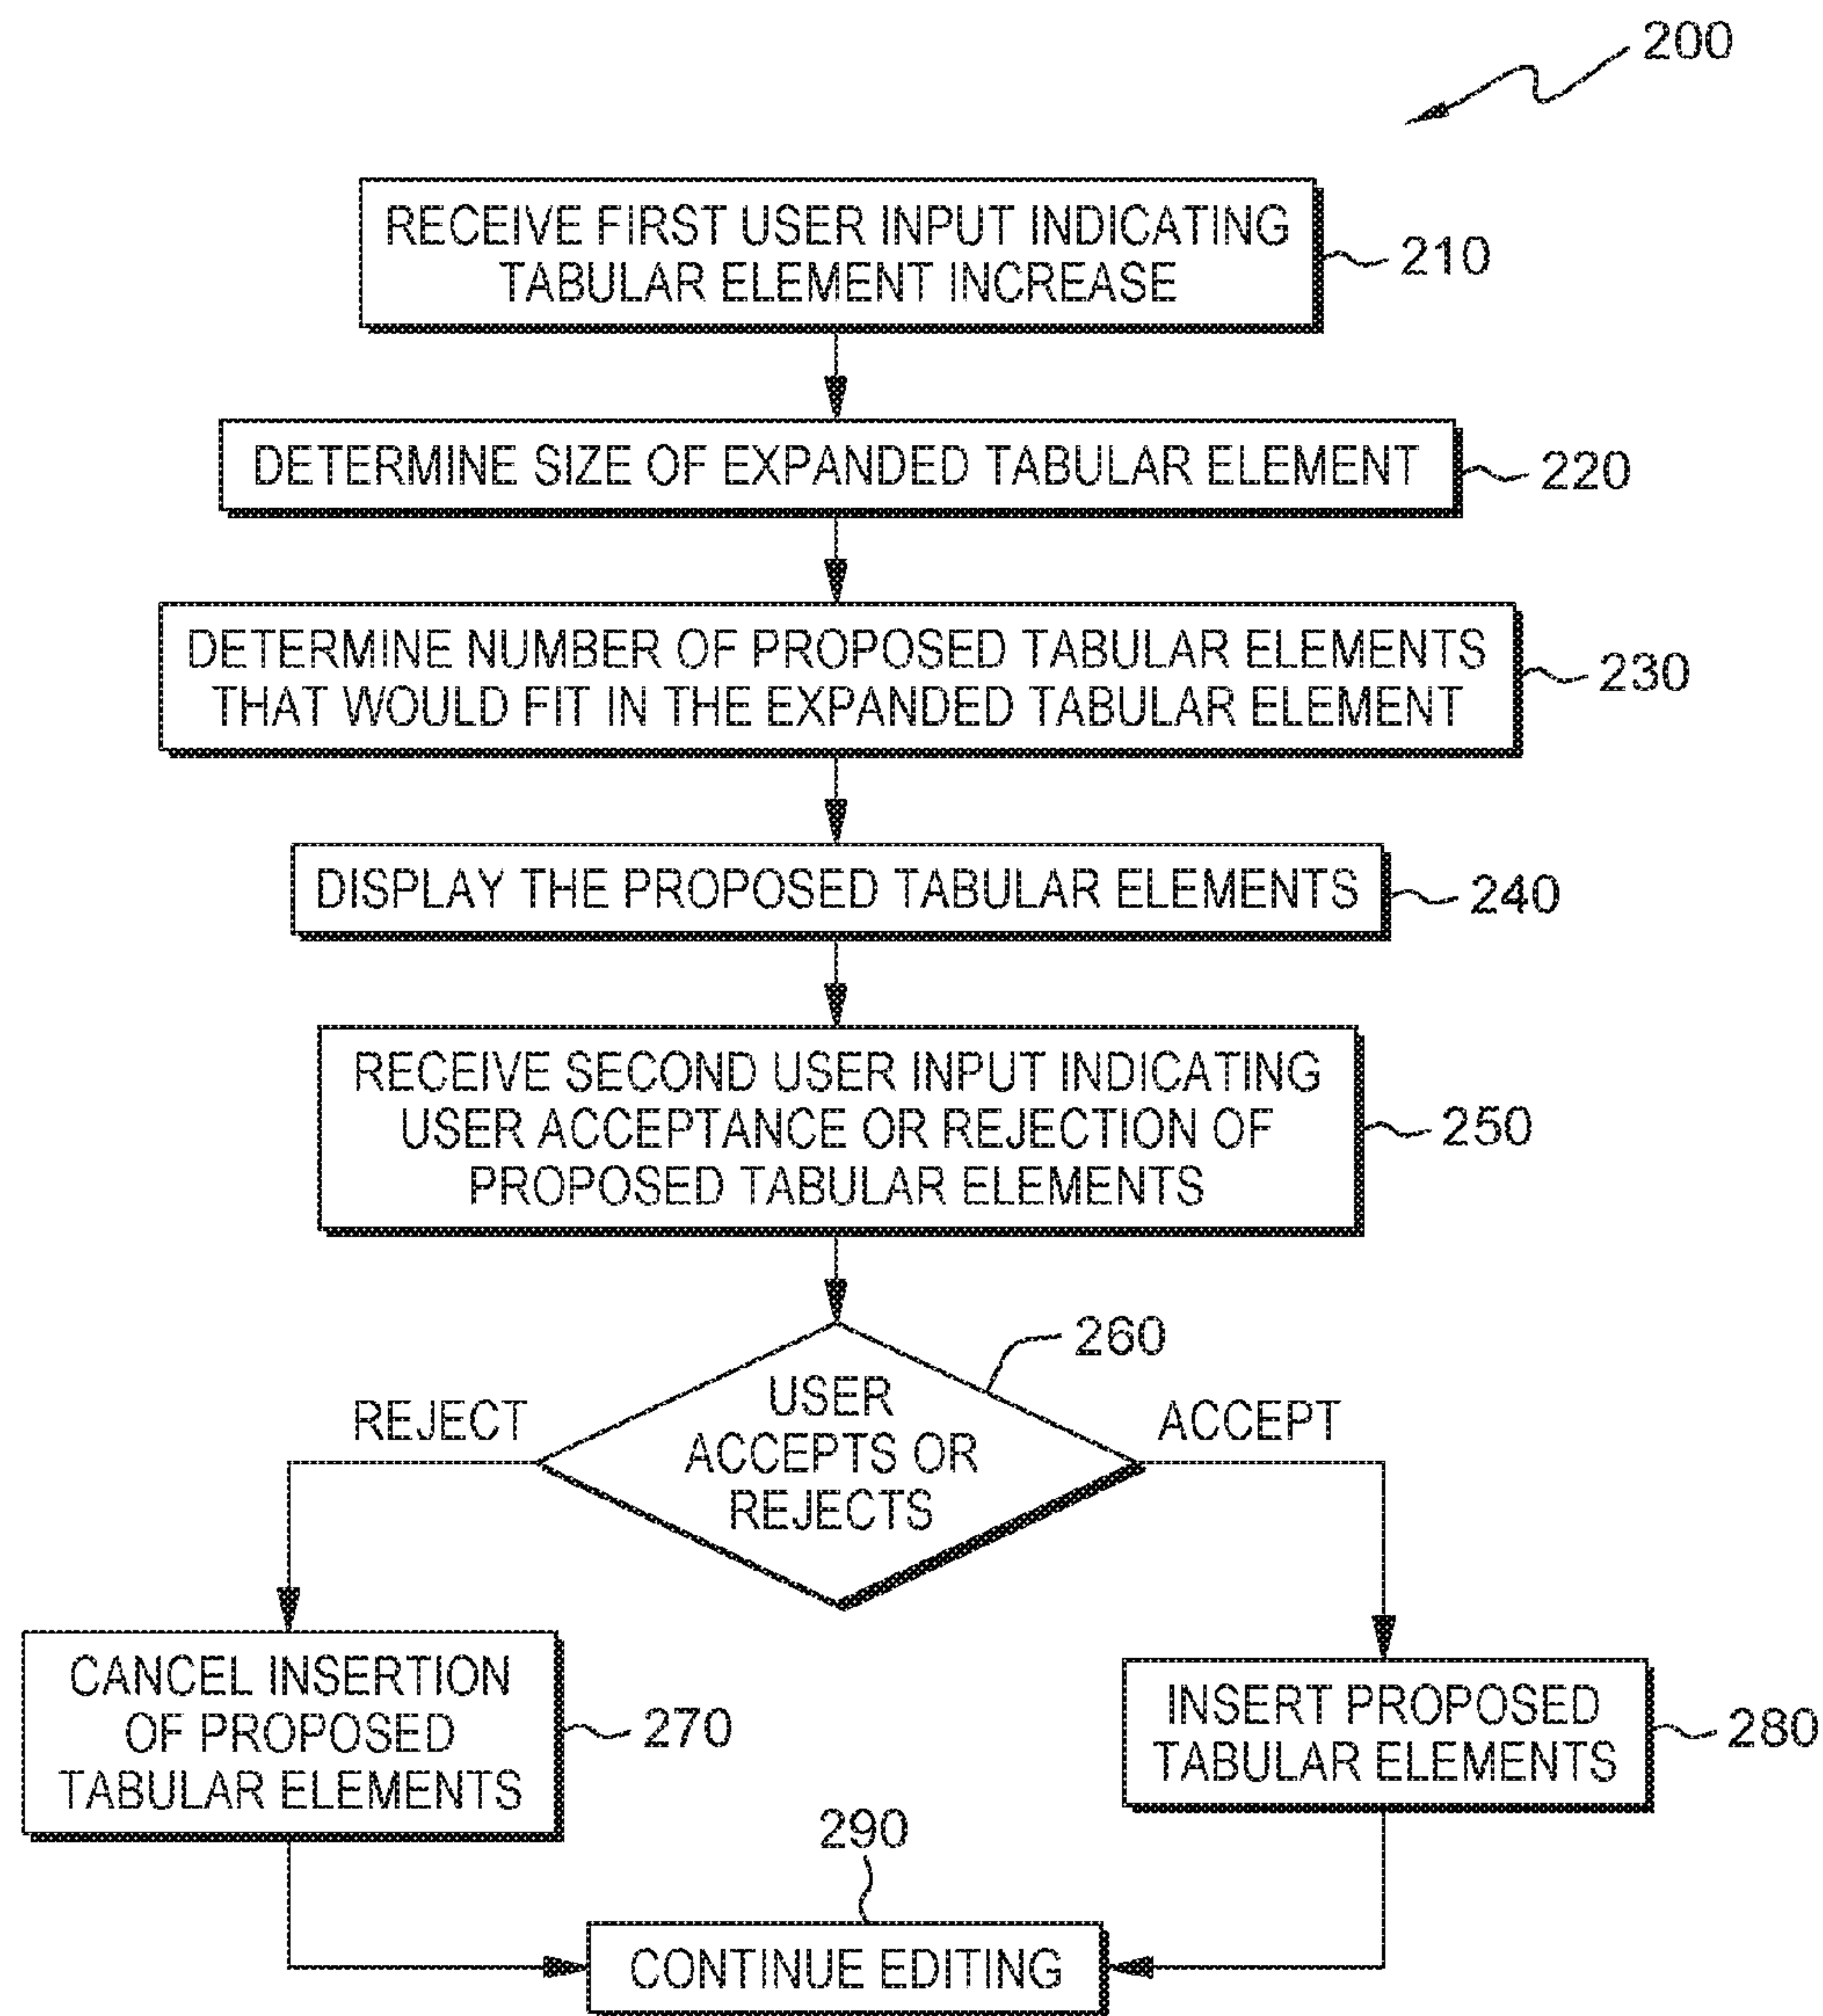 200
RECEIVE FIRST USER INPUT INDICATING
TABULAR ELEMENT INCREASE
210
DETERMINE SIZE OF EXPANDED TABULAR ELEMENT
220
DETERMINE NUMBER OF PROPOSED TABULAR ELEMENTS
THAT WOULD FIT IN THE EXPANDED TABULAR ELEMENT
230
DISPLAY THE PROPOSED TABULAR ELEMENTS
240
RECEIVE SECOND USER INPUT INDICATING
USER ACCEPTANCE OR REJECTION OF
PROPOSED TABULAR ELEMENTS
250
260
REJECT
USER
ACCEPTS OR
REJECTS
ACCEPT
CANCEL INSERTION
OF PROPOSED
TABULAR ELEMENTS
270
INSERT PROPOSED
TABULAR ELEMENTS
280
290
CONTINUE EDITING